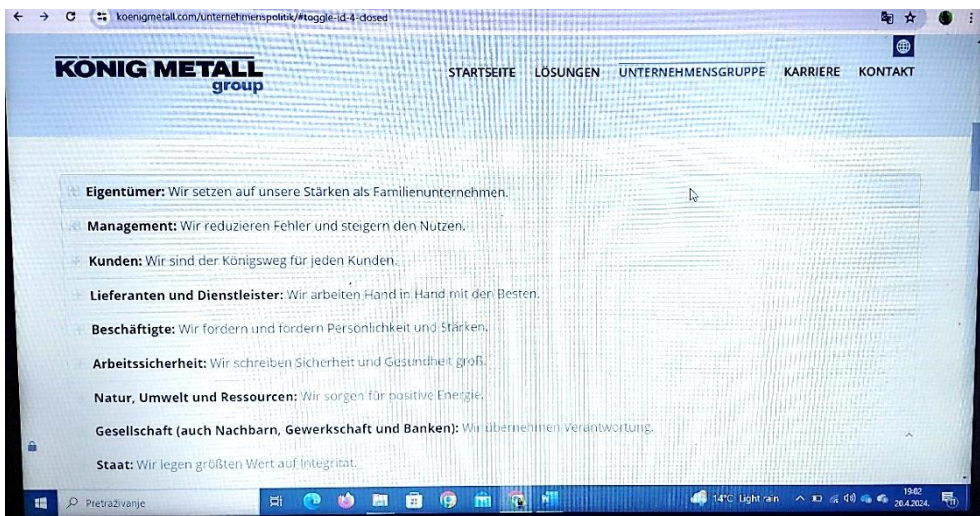 koenigmetall.com/unternehmenspolitik/#toggle-id-4-closed
KÖNIG METALL
group
STARTSEITE LÖSUNGEN UNTERNEHMENSGRUPPE KARRIERE KONTAKT
Eigentümer: Wir setzen auf unsere Stärken als Familienunternehmen.
Management: Wir reduzieren Fehler und steigern den Nutzen.
Kunden: Wir sind der Königsweg für jeden Kunden.
Lieferanten und Dienstleister: Wir arbeiten Hand in Hand mit den Besten.
Beschäftigte: Wir fordern und fördern Persönlichkeit und Stärken.
Arbeitssicherheit: Wir schreiben Sicherheit und Gesundheit groß.
Natur, Umwelt und Ressourcen: Wir sorgen für positive Energie.
Gesellschaft (auch Nachbarn, Gewerkschaft und Banken): Wir übernehmen Verantwortung.
Staat: Wir legen größten Wert auf Integrität.
Pretraživanje
14°C Light rain
19:02
20.4.2024.